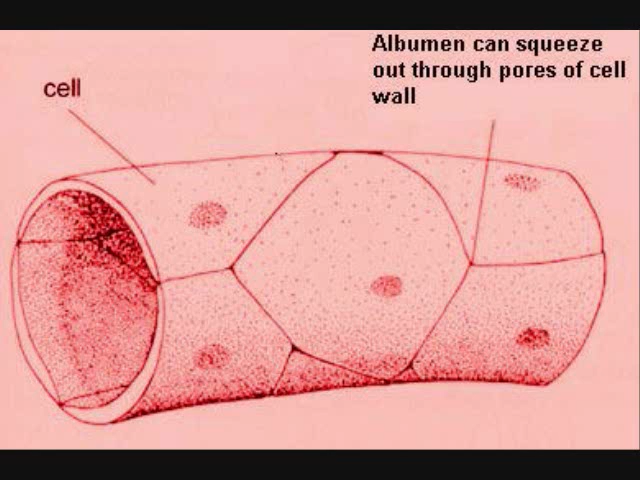 cell
Albumen can squeeze
out through pores of cell
wall